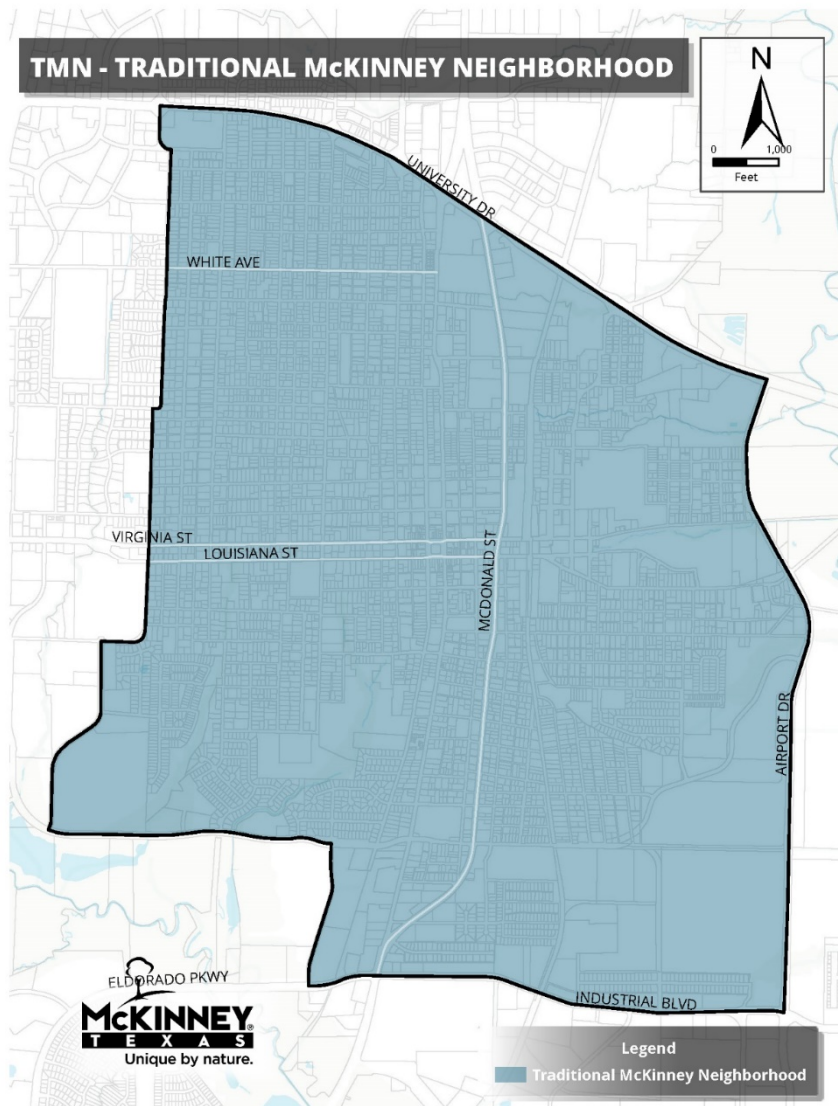 TMN - TRADITIONAL McKINNEY NEIGHBORHOOD
N
0 1,000
Feet
UNIVERSITY DR
WHITE AVE
VIRGINIA ST
LOUISIANA ST
MCDONALD ST
AIRPORT DR
ELDORADO PKWY
INDUSTRIAL BLVD
McKINNEY®
TEXAS
Unique by nature.
Legend
Traditional McKinney Neighborhood